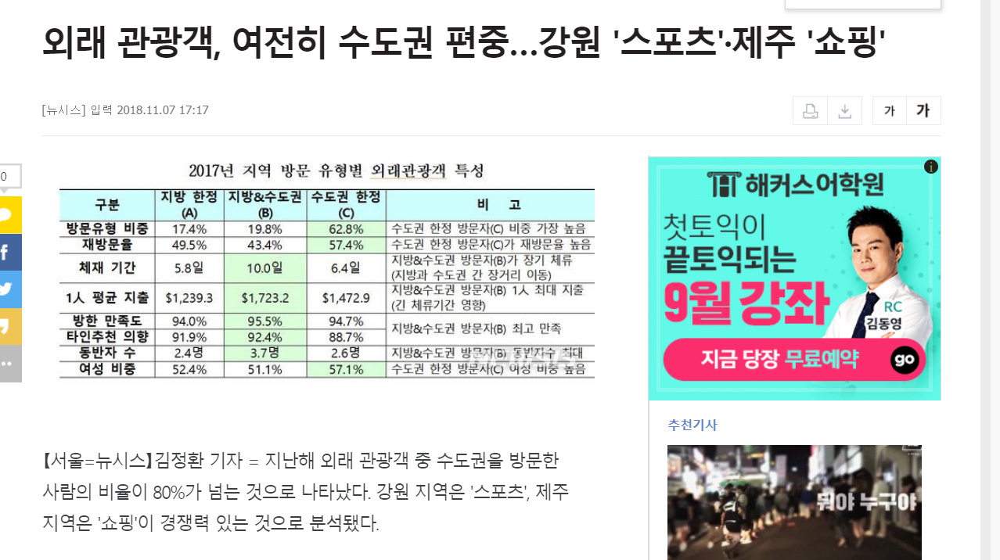 외래 관광객, 여전히 수도권 편중…강원 '스포츠'·제주 '쇼핑'
[뉴시스] 입력 2018.11.07 17:17
가 가
0
2017년 지역 방문 유형별 외래관광객 특성
구분 지방 한정 (A) 지방&수도권 (B) 수도권 한정 (C) 비 고
방문유형 비중 17.4% 19.8% 62.8% 수도권 한정 방문자(C) 비중 가장 높음
재방문율 49.5% 43.4% 57.4% 수도권 한정 방문자(C)가 재방문율 높음
체재 기간 5.8일 10.0일 6.4일 지방&수도권 방문자(B)가 장기 체류
(지방과 수도권 간 장거리 이동)
1인 평균 지출 $1,239.3 $1,723.2 $1,472.9 지방&수도권 방문자(B) 1인 최대 지출
(긴 체류기간 영향)
방한 만족도 94.0% 95.5% 94.7% 지방&수도권 방문자(B) 최고 만족
타인추천 의향 91.9% 92.4% 88.7%
동반자 수 2.4명 3.7명 2.6명 지방&수도권 방문자(B) 동반자수 최대
여성 비중 52.4% 51.1% 57.1% 수도권 한정 방문자(C) 여성 비중 높음
【서울=뉴시스】김정환 기자 = 지난해 외래 관광객 중 수도권을 방문한
사람의 비율이 80%가 넘는 것으로 나타났다. 강원 지역은 '스포츠', 제주
지역은 '쇼핑'이 경쟁력 있는 것으로 분석됐다.
해커스어학원
첫토익이
끝토익되는
9월 강좌
RC
김동영
지금 당장 무료예약 go
추천기사
뭐야 누구야